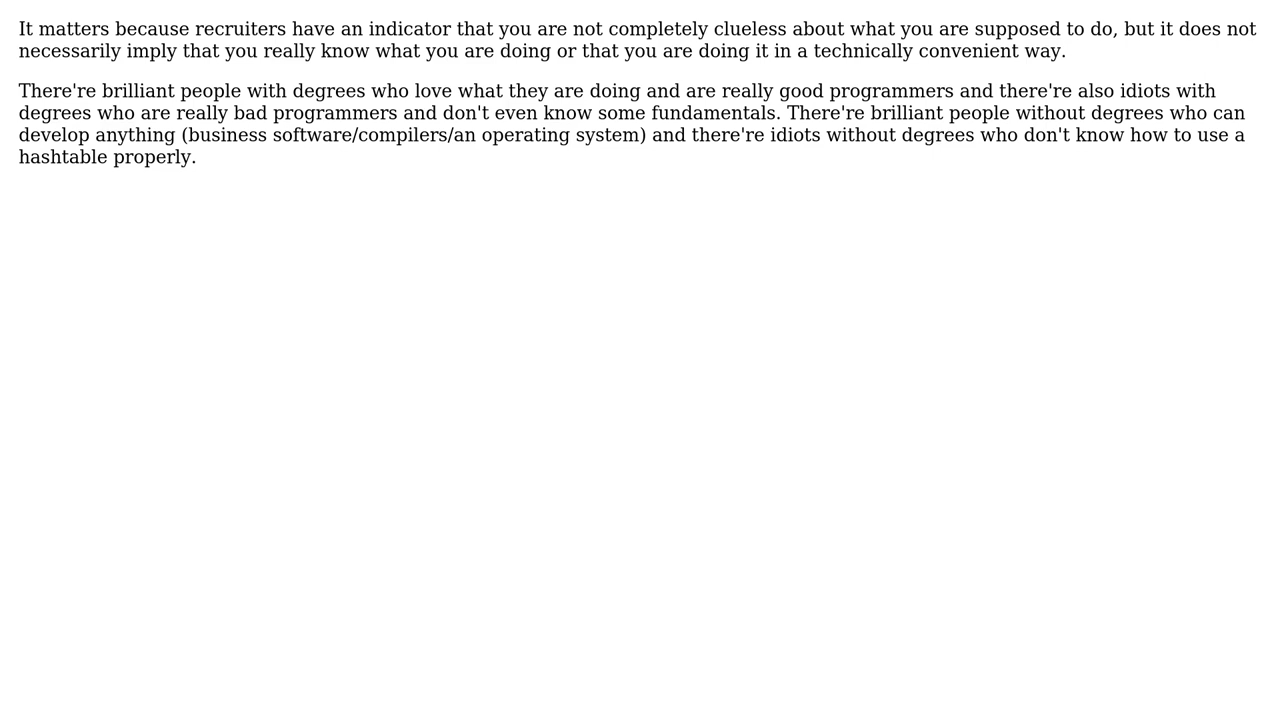 It matters because recruiters have an indicator that you are not completely clueless about what you are supposed to do, but it does not
necessarily imply that you really know what you are doing or that you are doing it in a technically convenient way.
There're brilliant people with degrees who love what they are doing and are really good programmers and there're also idiots with
degrees who are really bad programmers and don't even know some fundamentals. There're brilliant people without degrees who can
develop anything (business software/compilers/an operating system) and there're idiots without degrees who don't know how to use a
hashtable properly.